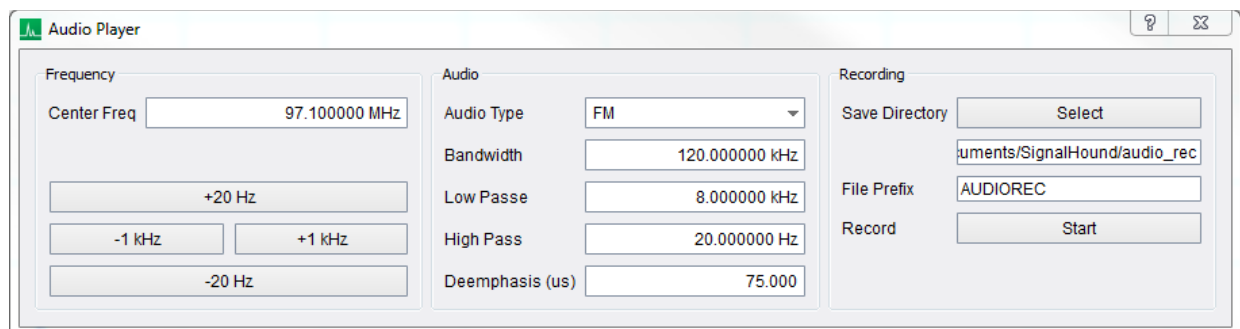 Audio Player
Frequency
Center Freq 97.100000 MHz
+20 Hz
-1 kHz +1 kHz
-20 Hz
Audio
Audio Type FM
Bandwidth 120.000000 kHz
Low Passe 8.000000 kHz
High Pass 20.000000 Hz
Deemphasis (us) 75.000
Recording
Save Directory Select
cuments/SignalHound/audio_rec
File Prefix AUDIOREC
Record Start